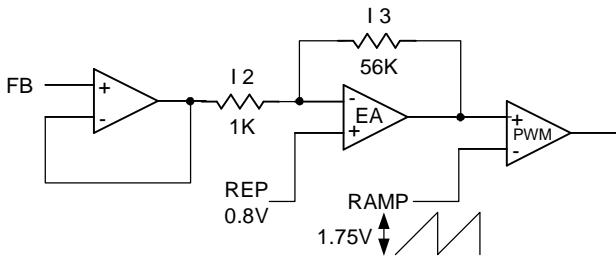 I 3
56K
FB
+
-
I 2
1K
-
EA
+
+
PWM
-
REP
0.8V
RAMP
1.75V